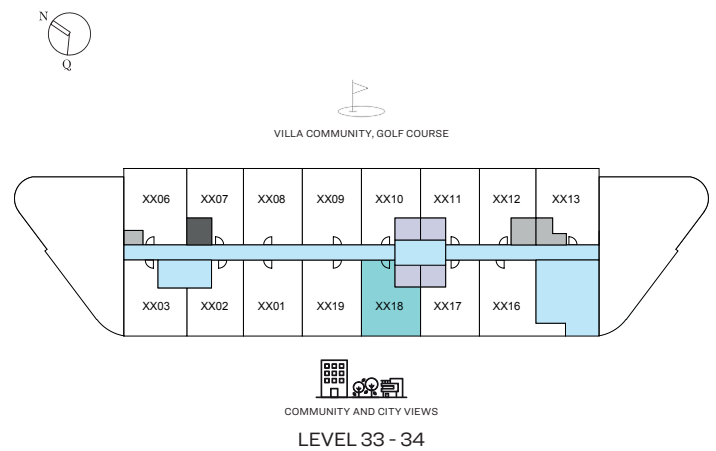 N
Q
VILLA COMMUNITY, GOLF COURSE
XX06 XX07 XX08 XX09 XX10 XX11 XX12 XX13
XX03 XX02 XX01 XX19 XX18 XX17 XX16
COMMUNITY AND CITY VIEWS
LEVEL 33 - 34